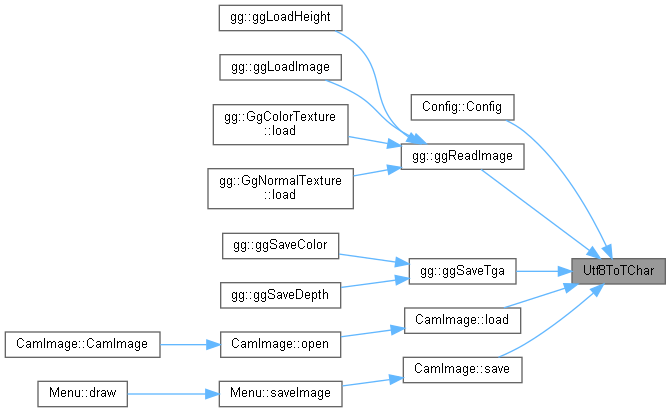 gg::ggLoadHeight
gg::ggLoadImage
gg::GgColorTexture
::load
gg::GgNormalTexture
::load
Config::Config
gg::ggReadImage
gg::ggSaveColor
gg::ggSaveDepth
gg::ggSaveTga
Utf8ToTChar
CamImage::CamImage
CamImage::open
CamImage::load
Menu::draw
Menu::saveImage
CamImage::save